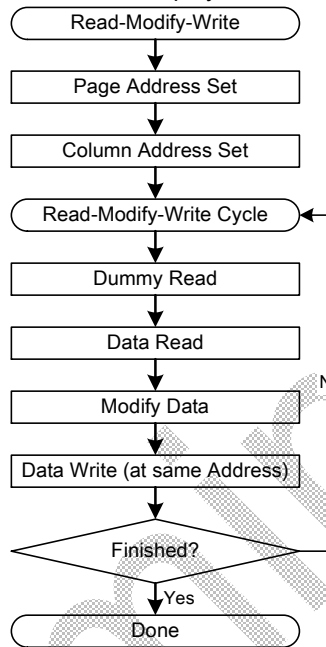 Read-Modify-Write
Page Address Set
Column Address Set
Read-Modify-Write Cycle
Dummy Read
Data Read
N
Modify Data
Data Write (at same Address)
Finished?
Yes
Done